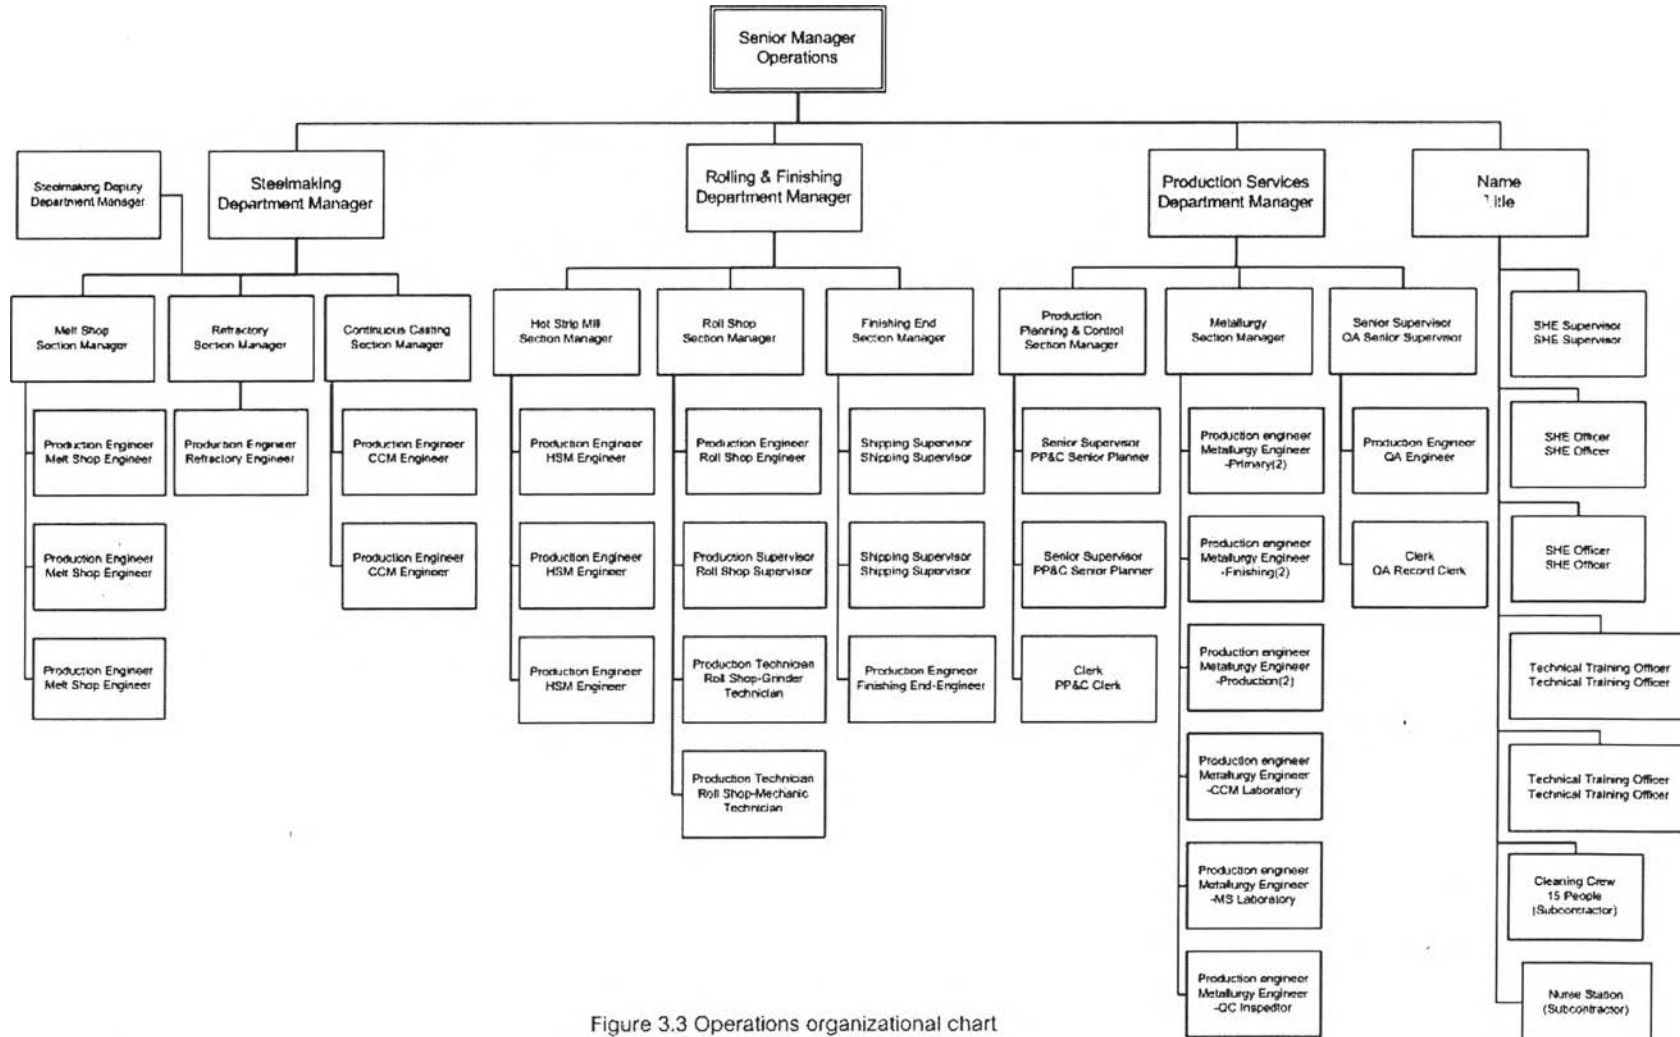 Senior Manager
Operations
Steelmaking Deputy
Department Manager
Steelmaking
Department Manager
Rolling & Finishing
Department Manager
Production Services
Department Manager
Name
Title
Melt Shop
Section Manager
Refractory
Section Manager
Continuous Casting
Section Manager
Hot Strip Mill
Section Manager
Roll Shop
Section Manager
Finishing End
Section Manager
Production
Planning & Control
Section Manager
Metallurgy
Section Manager
Senior Supervisor
QA Senior Supervisor
SHE Supervisor
SHE Supervisor
Production Engineer
Melt Shop Engineer
Production Engineer
Refractory Engineer
Production Engineer
CCM Engineer
Production Engineer
HSM Engineer
Production Engineer
Roll Shop Engineer
Shipping Supervisor
Shipping Supervisor
Senior Supervisor
PP&C Senior Planner
Production engineer
Metallurgy Engineer
-Primary(2)
Production Engineer
QA Engineer
SHE Officer
SHE Officer
Production Engineer
Melt Shop Engineer
Production Engineer
CCM Engineer
Production Engineer
HSM Engineer
Production Supervisor
Roll Shop Supervisor
Shipping Supervisor
Shipping Supervisor
Senior Supervisor
PP&C Senior Planner
Production engineer
Metallurgy Engineer
-Finishing(2)
Clerk
QA Record Clerk
SHE Officer
SHE Officer
Production Engineer
Melt Shop Engineer
Production Engineer
HSM Engineer
Production Technician
Roll Shop-Grinder
Technician
Production Engineer
Finishing End-Engineer
Clerk
PP&C Clerk
Production engineer
Metallurgy Engineer
-Production(2)
Technical Training Officer
Technical Training Officer
Production Technician
Roll Shop-Mechanic
Technician
Production engineer
Metallurgy Engineer
-CCM Laboratory
Technical Training Officer
Technical Training Officer
Production engineer
Metallurgy Engineer
-MS Laboratory
Cleaning Crew
15 People
(Subcontractor)
Production engineer
Metallurgy Engineer
-QC Inspector
Nurse Station
(Subcontractor)
Figure 3.3 Operations organizational chart